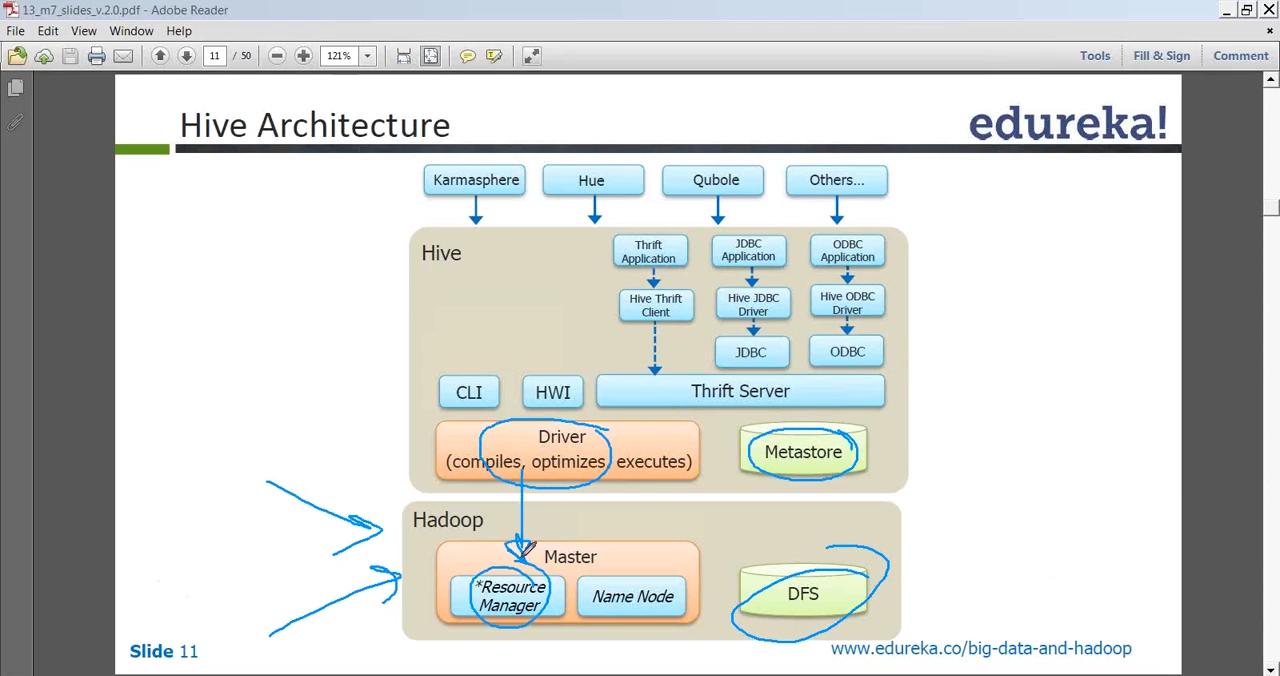 13_m7_slides_v.2.0.pdf - Adobe Reader
File Edit View Window Help
11 / 50 121% Tools Fill & Sign Comment
Hive Architecture
edureka!
Karmasphere Hue Qubole Others...
Hive
Thrift Application JDBC Application ODBC Application
Hive Thrift Client Hive JDBC Driver Hive ODBC Driver
JDBC ODBC
CLI HWI Thrift Server
Driver
(compiles, optimizes, executes)
Metastore
Hadoop
Master
*Resource Manager Name Node
DFS
Slide 11
www.edureka.co/big-data-and-hadoop